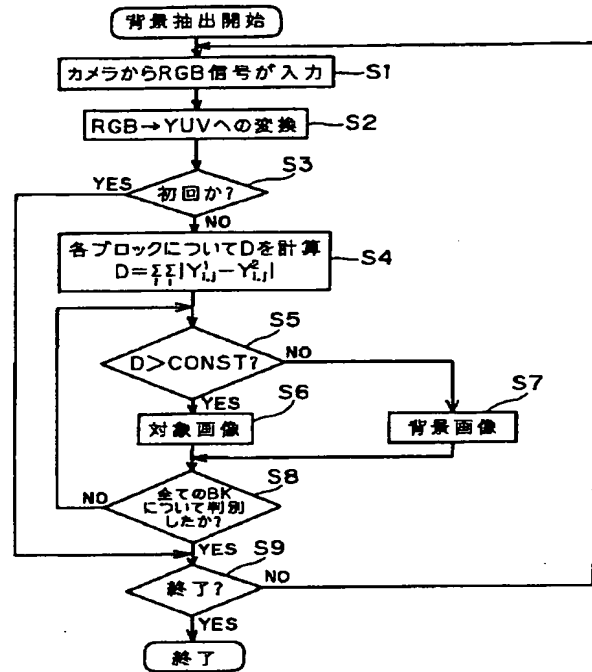 背景抽出開始
カメラからRGB信号が入力
S1
RGB→YUVへの変換
S2
S3
YES
初回か?
NO
各ブロックについてDを計算
D=ΣΣ|Y¹i,j−Y²i,j|
S4
S5
D>CONST?
NO
YES
S6
対象画像
S7
背景画像
S8
NO
全てのBK
について判別
したか?
YES
S9
終了?
NO
YES
終了